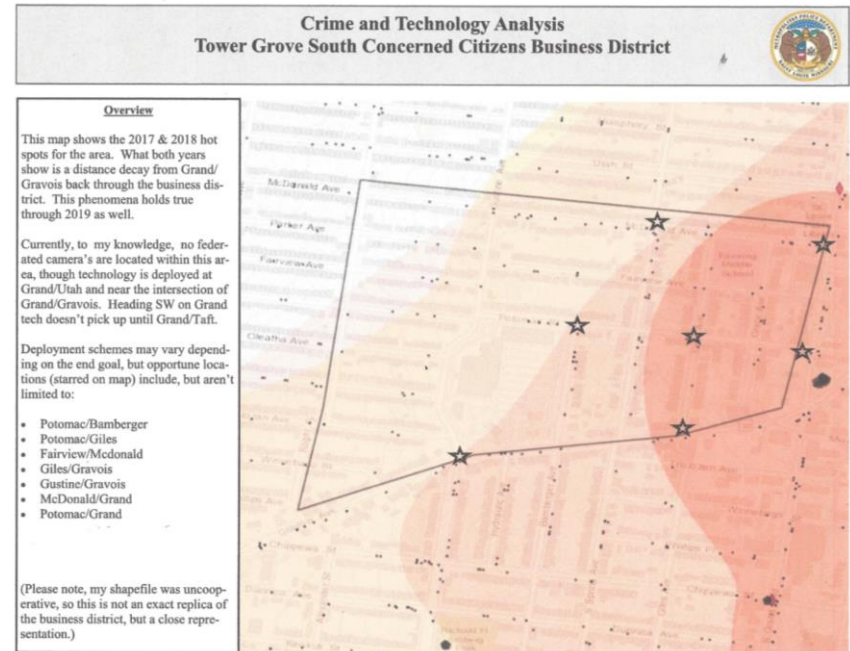 Crime and Technology Analysis
Tower Grove South Concerned Citizens Business District
Overview
This map shows the 2017 & 2018 hot
spots for the area. What both years
show is a distance decay from Grand/
Gravois back through the business dis-
trict. This phenomena holds true
through 2019 as well.
Currently, to my knowledge, no feder-
ated camera's are located within this ar-
ea, though technology is deployed at
Grand/Utah and near the intersection of
Grand/Gravois. Heading SW on Grand
tech doesn't pick up until Grand/Taft.
Deployment schemes may vary depend-
ing on the end goal, but opportune loca-
tions (starred on map) include, but aren't
limited to:
• Potomac/Bamberger
• Potomac/Giles
• Fairview/Mcdonald
• Giles/Gravois
• Gustine/Gravois
• McDonald/Grand
• Potomac/Grand
(Please note, my shapefile was uncoop-
erative, so this is not an exact replica of
the business district, but a close repre-
sentation.)
Humphrey St
Utah St
McDonald Ave
Parker Ave
Fairview Ave
Oleatha Ave
Chippewa St